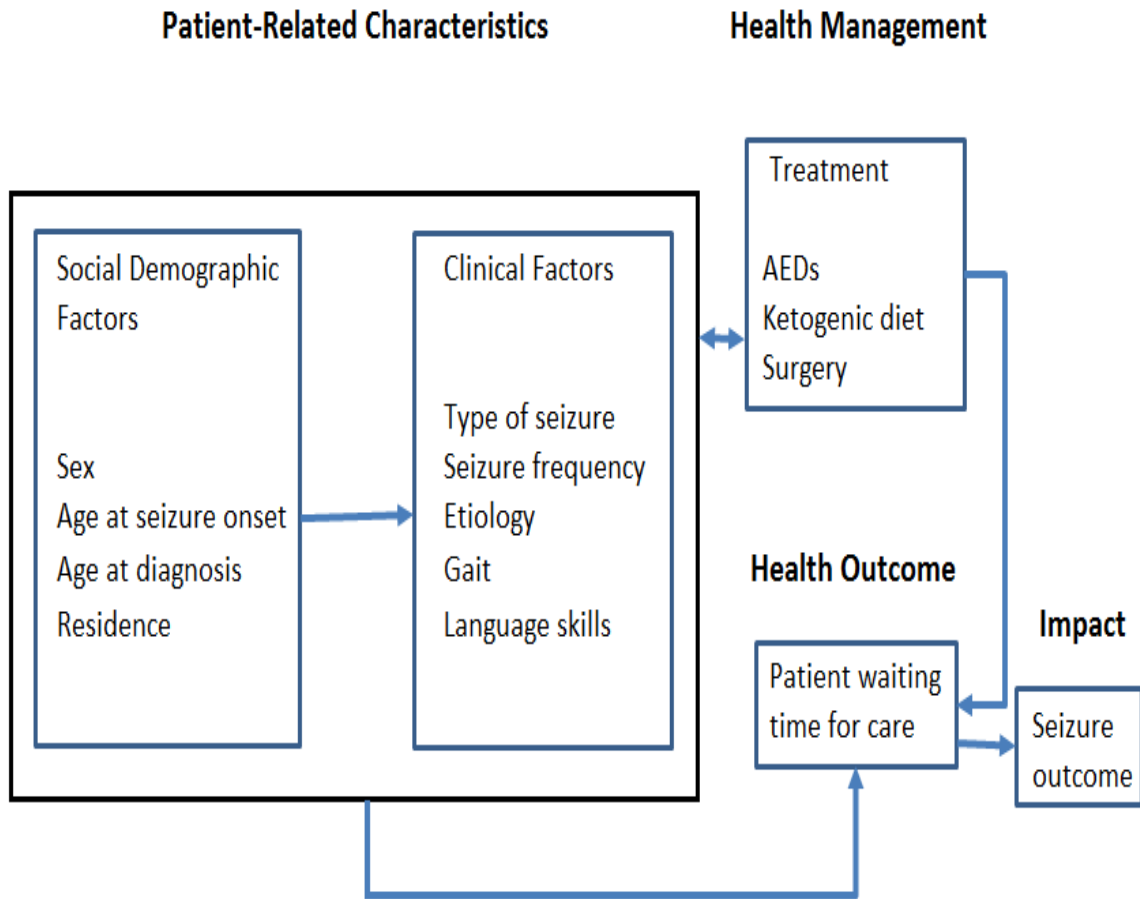 Patient-Related Characteristics
Health Management
Social Demographic
Factors
Sex
Age at seizure onset
Age at diagnosis
Residence
Clinical Factors
Type of seizure
Seizure frequency
Etiology
Gait
Language skills
Treatment
AEDs
Ketogenic diet
Surgery
Health Outcome
Patient waiting
time for care
Impact
Seizure
outcome